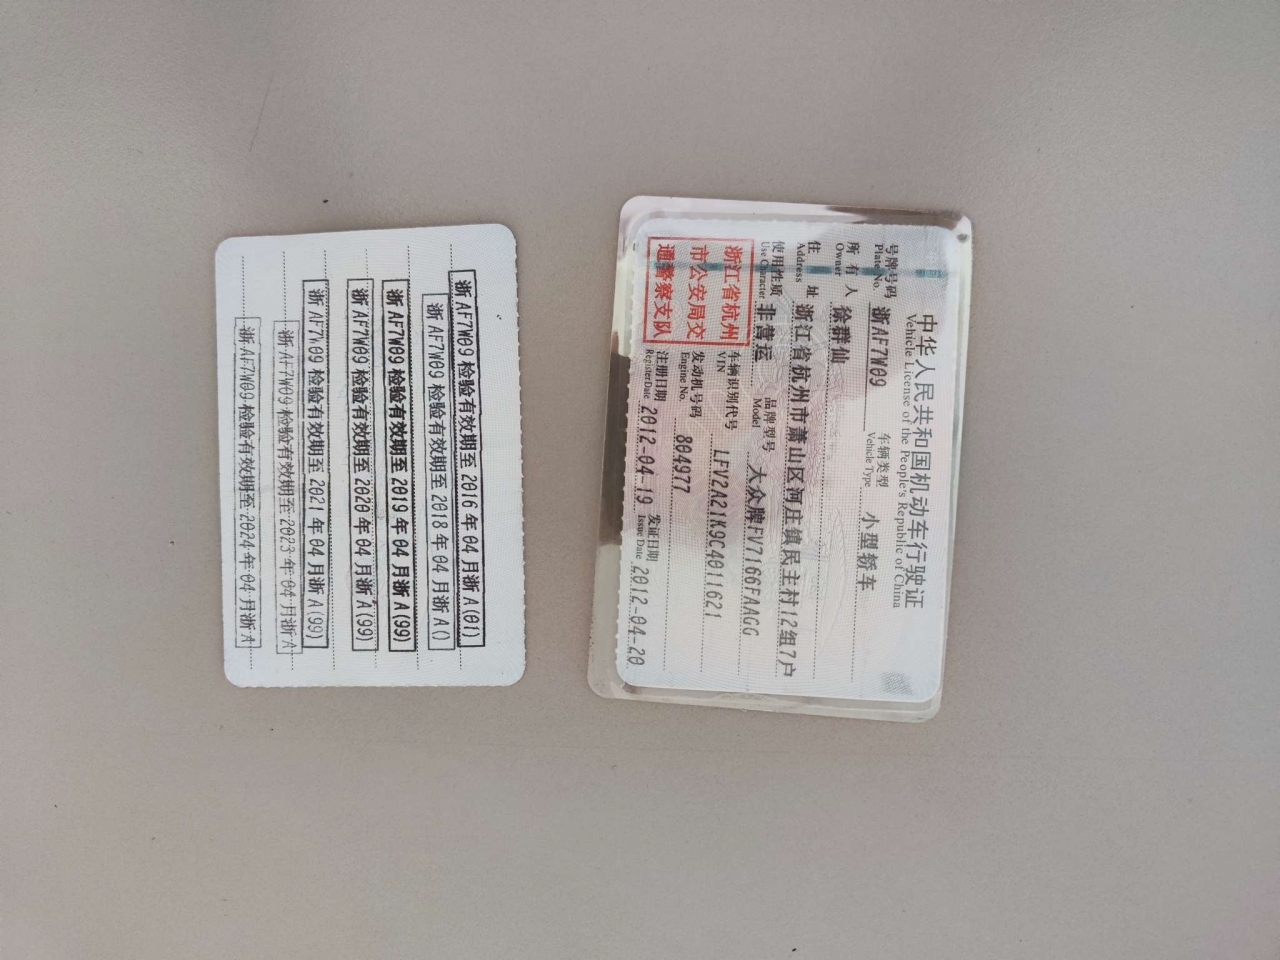 中华人民共和国机动车行驶证
Vehicle License of the People's Republic of China
号牌号码 浙AF7W09 车辆类型 小型轿车
Plate No. Vehicle Type
所有人 徐群仙
Owner
住址 浙江省杭州市萧山区河庄镇民主村12组7户
Address
使用性质 非营运 品牌型号 大众牌FV7166FAAGG
Use Character Model
浙江省杭州
市公安局交
通警察支队
车辆识别代号 LFV2A21K9C4011621
VIN
发动机号码 804977
Engine No.
注册日期 2012-04-19 发证日期 2012-04-20
Register Date Issue Date
浙AF7W09 检验有效期至2016年04月浙A(01)
浙AF7W09 检验有效期至2018年04月浙A()
浙AF7W09 检验有效期至2019年04月浙A(99)
浙AF7W09 检验有效期至2020年04月浙A(99)
浙AF7W09 检验有效期至2021年04月浙A(99)
浙AF7W09 检验有效期至2023年04月浙A
浙AF7W09 检验有效期至2024年04月浙A